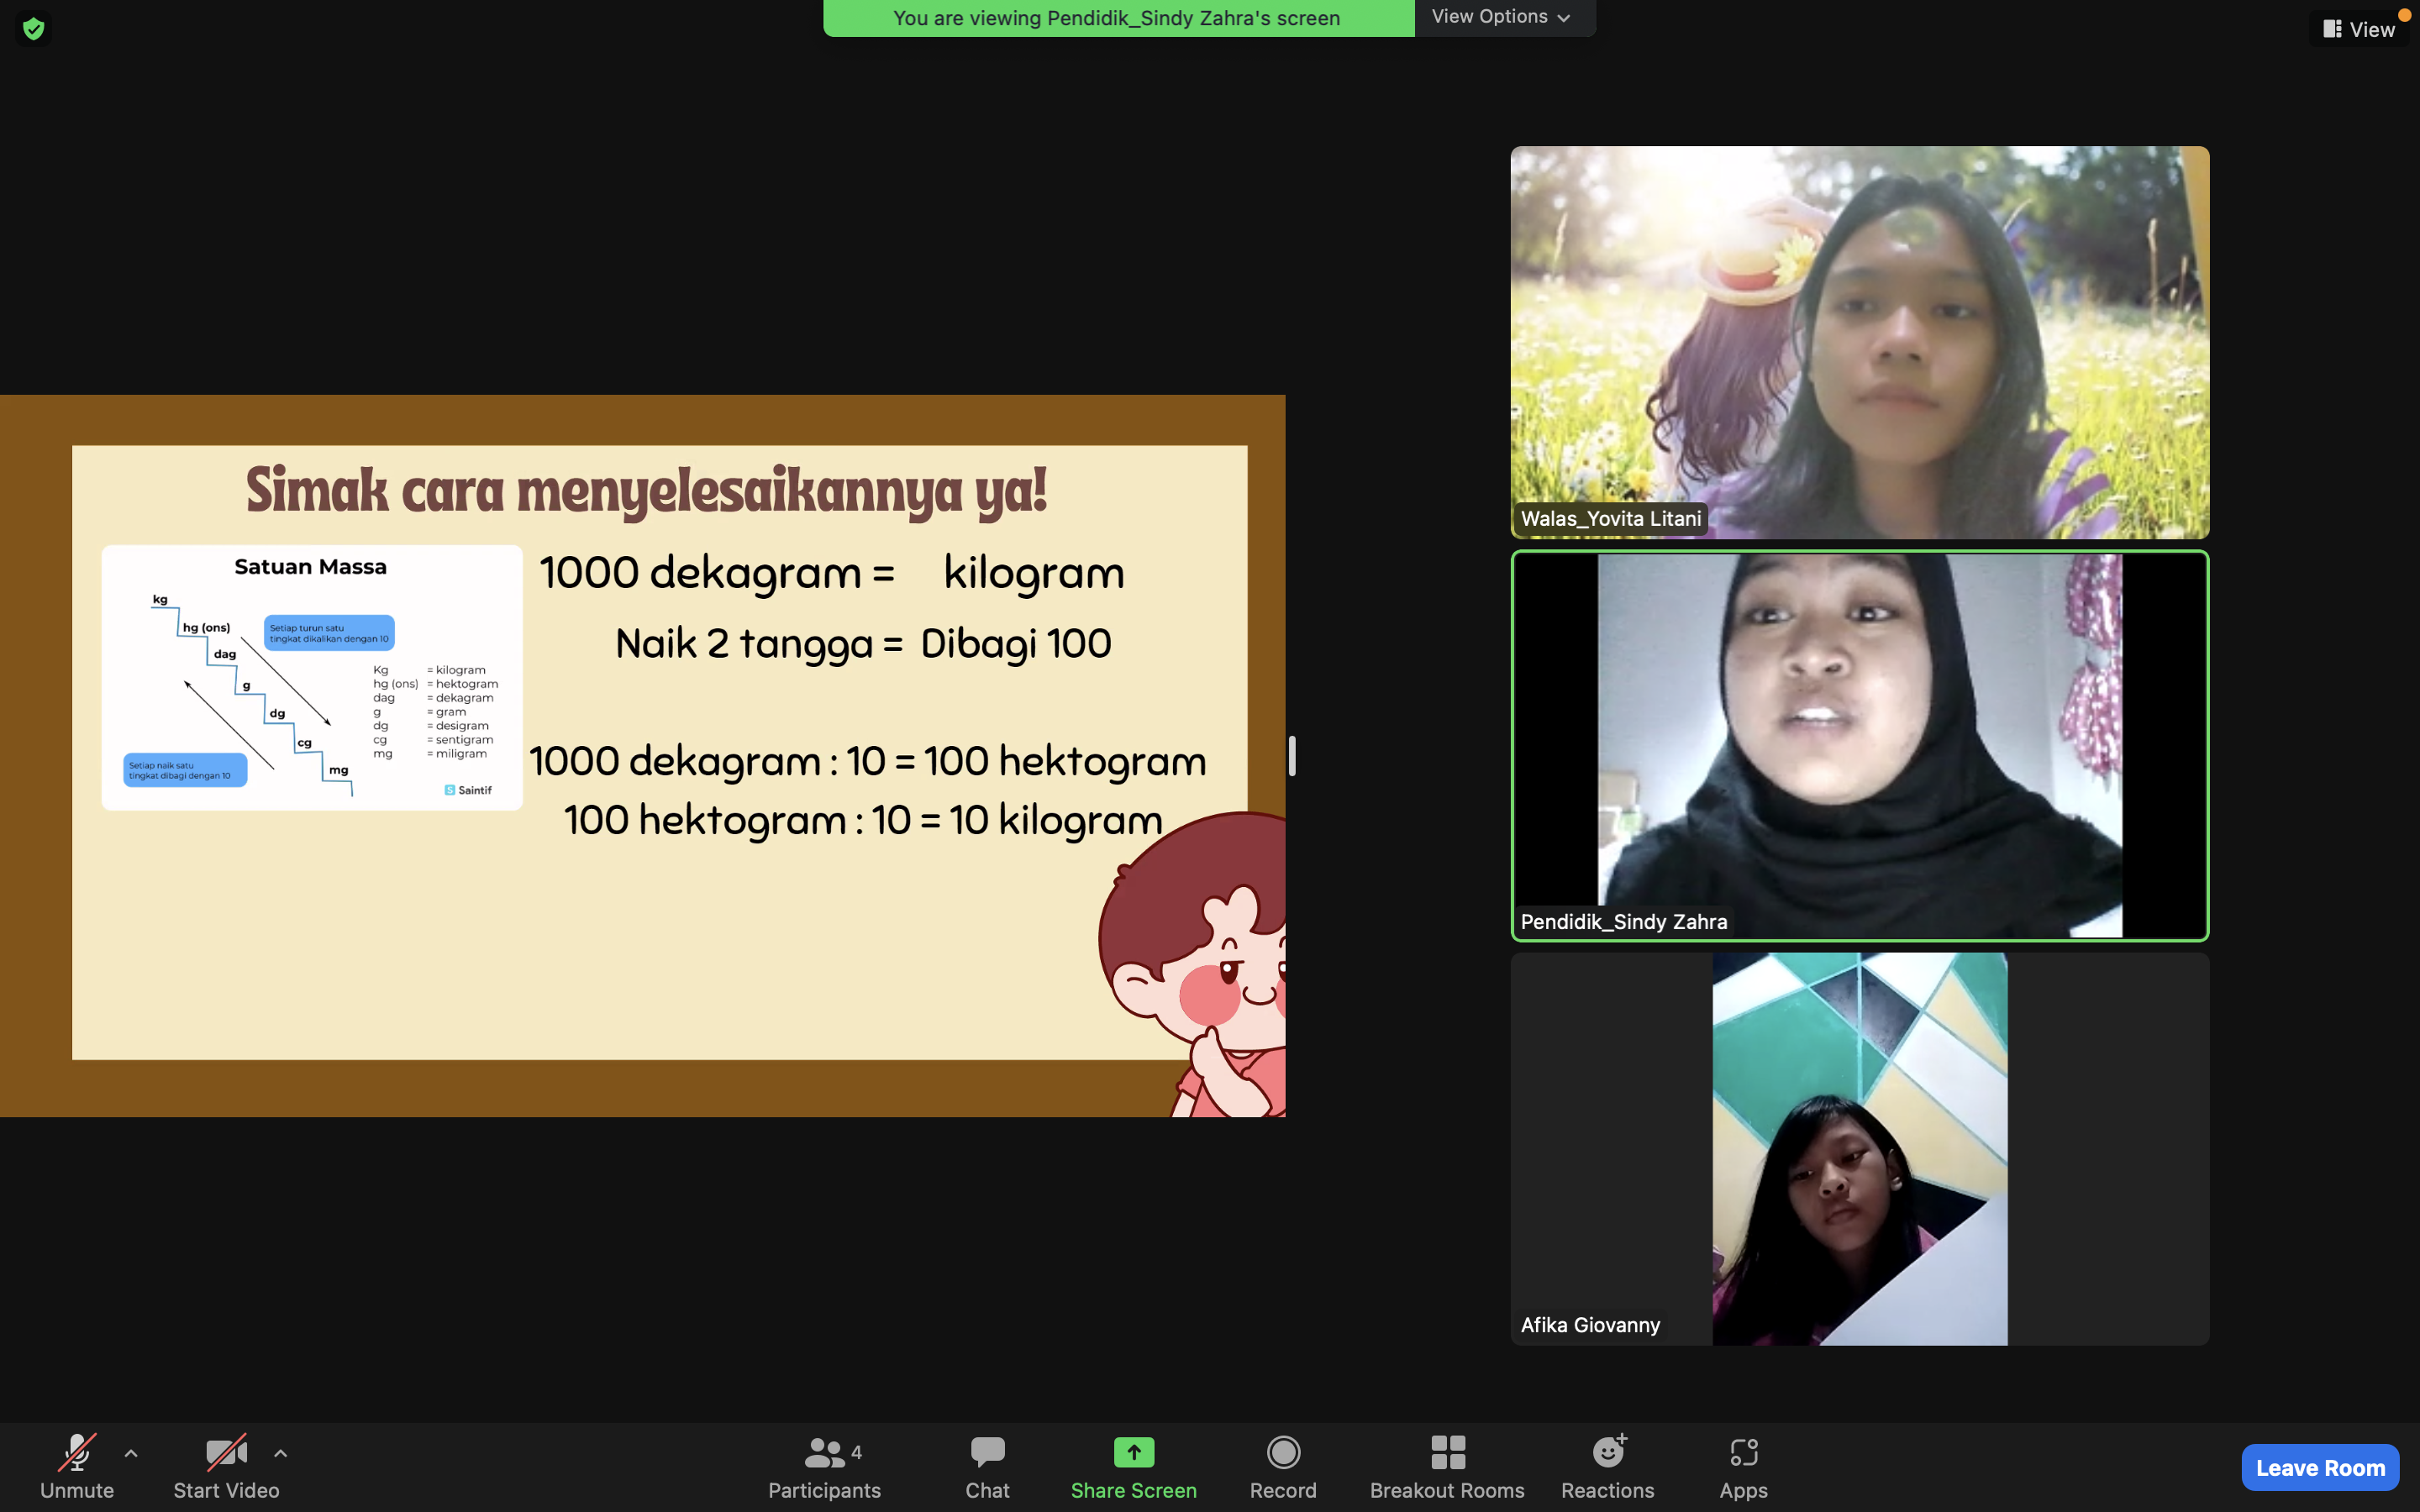 You are viewing Pendidik_Sindy Zahra's screen
View Options
View
Simak cara menyelesaikannya ya!
Satuan Massa
kg
hg (ons)
dag
g
dg
cg
mg
Setiap turun satu
tingkat dikalikan dengan 10
Setiap naik satu
tingkat dibagi dengan 10
Kg = kilogram
hg (ons) = hektogram
dag = dekagram
g = gram
dg = desigram
cg = sentigram
mg = miligram
S Saintif
1000 dekagram = kilogram
Naik 2 tangga = Dibagi 100
1000 dekagram : 10 = 100 hektogram
100 hektogram : 10 = 10 kilogram
Walas_Yovita Litani
Pendidik_Sindy Zahra
Afika Giovanny
Unmute
Start Video
4
Participants
Chat
Share Screen
Record
Breakout Rooms
Reactions
Apps
Leave Room